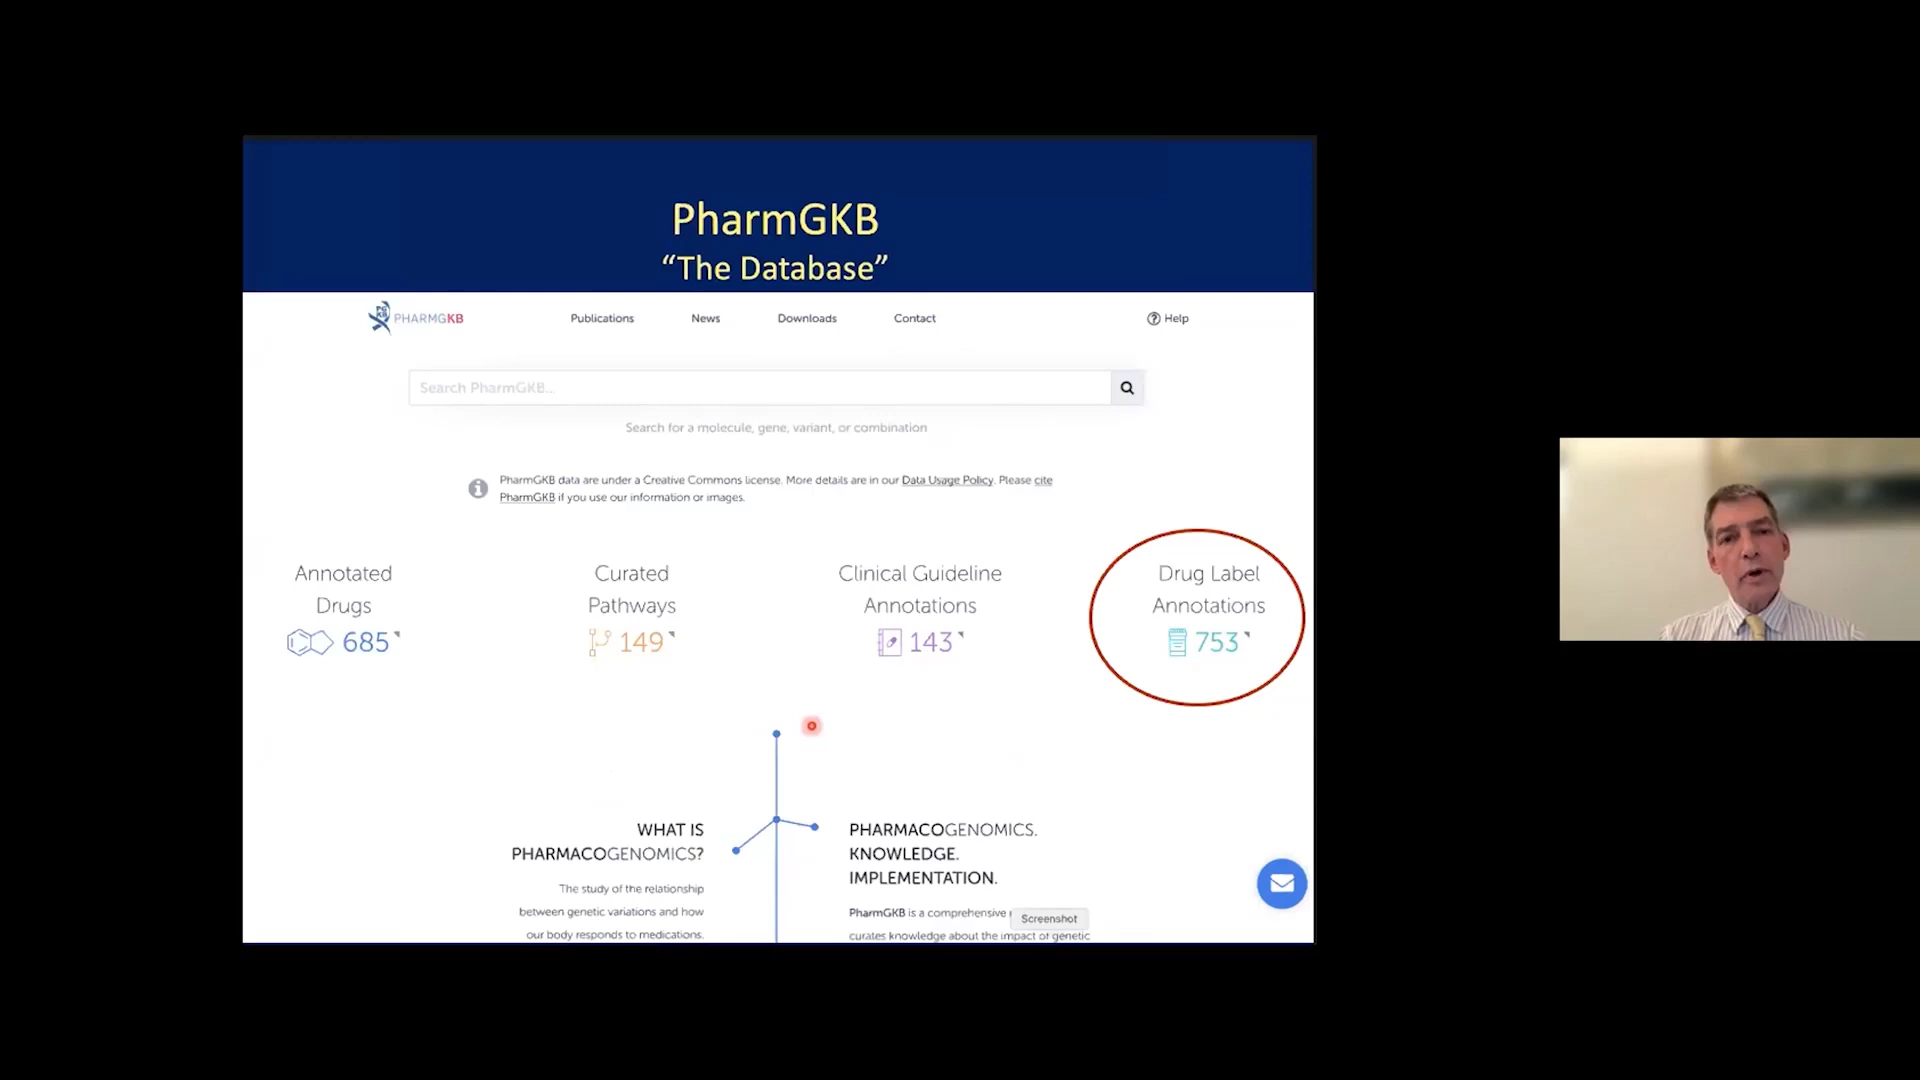 PharmGKB
“The Database”
PHARMGKB
Publications
News
Downloads
Contact
Help
Search PharmGKB...
Search for a molecule, gene, variant, or combination
PharmGKB data are under a Creative Commons license. More details are in our Data Usage Policy. Please cite
PharmGKB if you use our information or images.
Annotated
Drugs
685
Curated
Pathways
149
Clinical Guideline
Annotations
143
Drug Label
Annotations
753
WHAT IS
PHARMACOGENOMICS?
The study of the relationship
between genetic variations and how
our body responds to medications.
PHARMACOGENOMICS.
KNOWLEDGE.
IMPLEMENTATION.
PharmGKB is a comprehensive
curates knowledge about the impact of genetic
Screenshot